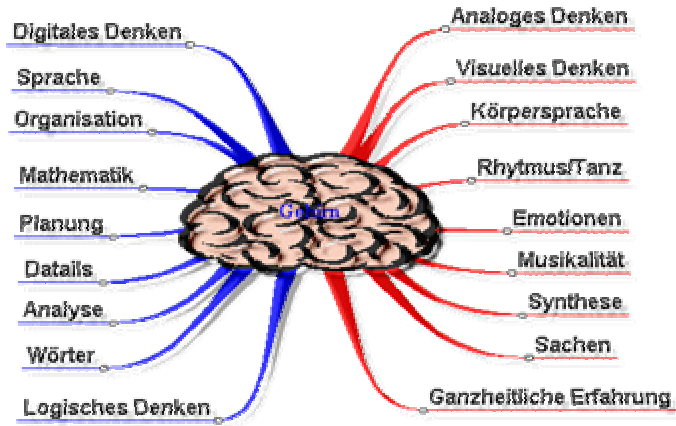 Digitales Denken
Sprache
Organisation
Mathematik
Planung
Datails
Analyse
Wörter
Logisches Denken
Gehirn
Analoges Denken
Visuelles Denken
Körpersprache
Rhytmus/Tanz
Emotionen
Musikalität
Synthese
Sachen
Ganzheitliche Erfahrung